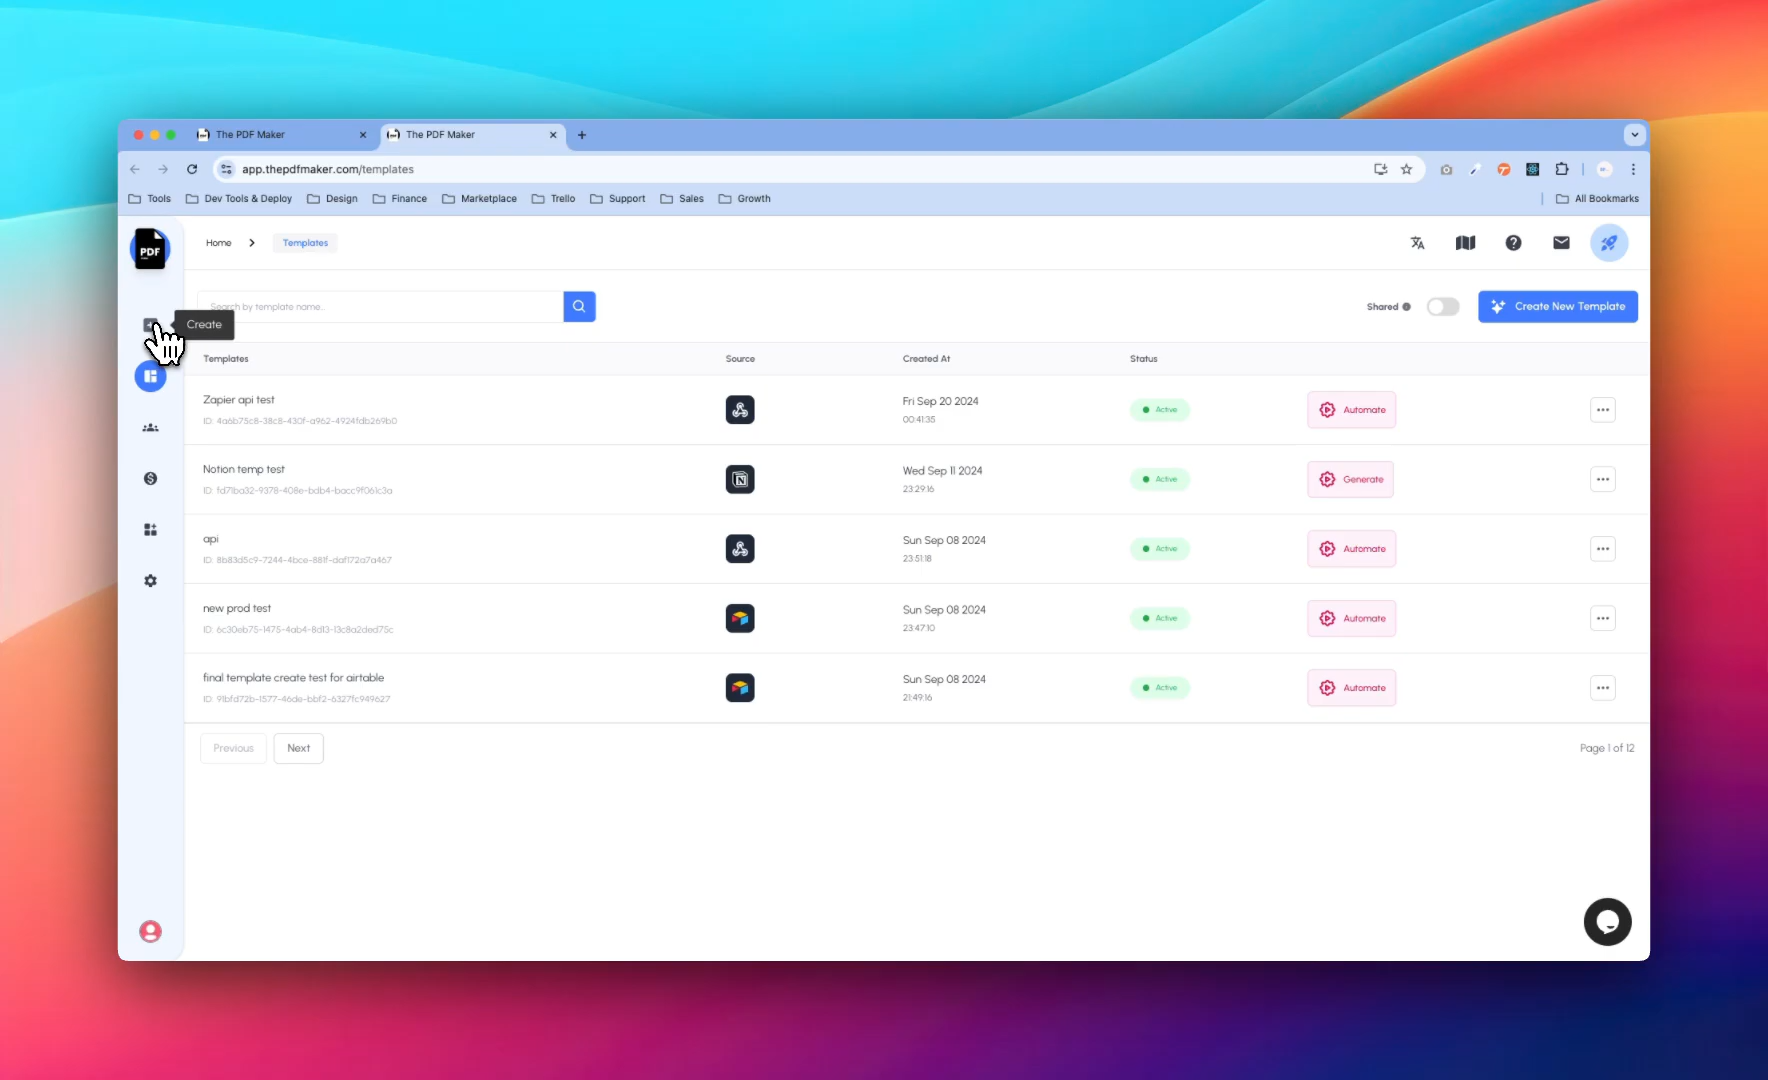 The PDF Maker
The PDF Maker
app.thepdfmaker.com/templates
Tools
Dev Tools & Deploy
Design
Finance
Marketplace
Trello
Support
Sales
Growth
All Bookmarks
PDF
Home
Templates
Search by template name..
Shared
Create New Template
Create
Templates
Source
Created At
Status
Zapier api test
ID: 4a6b75c8-38c8-430f-a962-4924fdb269b0
Fri Sep 20 2024
00:41:35
Active
Automate
Notion temp test
ID: fd71ba32-9378-408e-bdb4-bacc9f061c3a
Wed Sep 11 2024
23:29:16
Active
Generate
api
ID: 8b83d5c9-7244-4bce-881f-daf172a7a467
Sun Sep 08 2024
23:51:18
Active
Automate
new prod test
ID: 6c30eb75-1475-4ab4-8d13-13c8a2ded75c
Sun Sep 08 2024
23:47:10
Active
Automate
final template create test for airtable
ID: 91bfd72b-1577-46de-bbf2-6327fc949627
Sun Sep 08 2024
21:49:16
Active
Automate
Previous
Next
Page 1 of 12